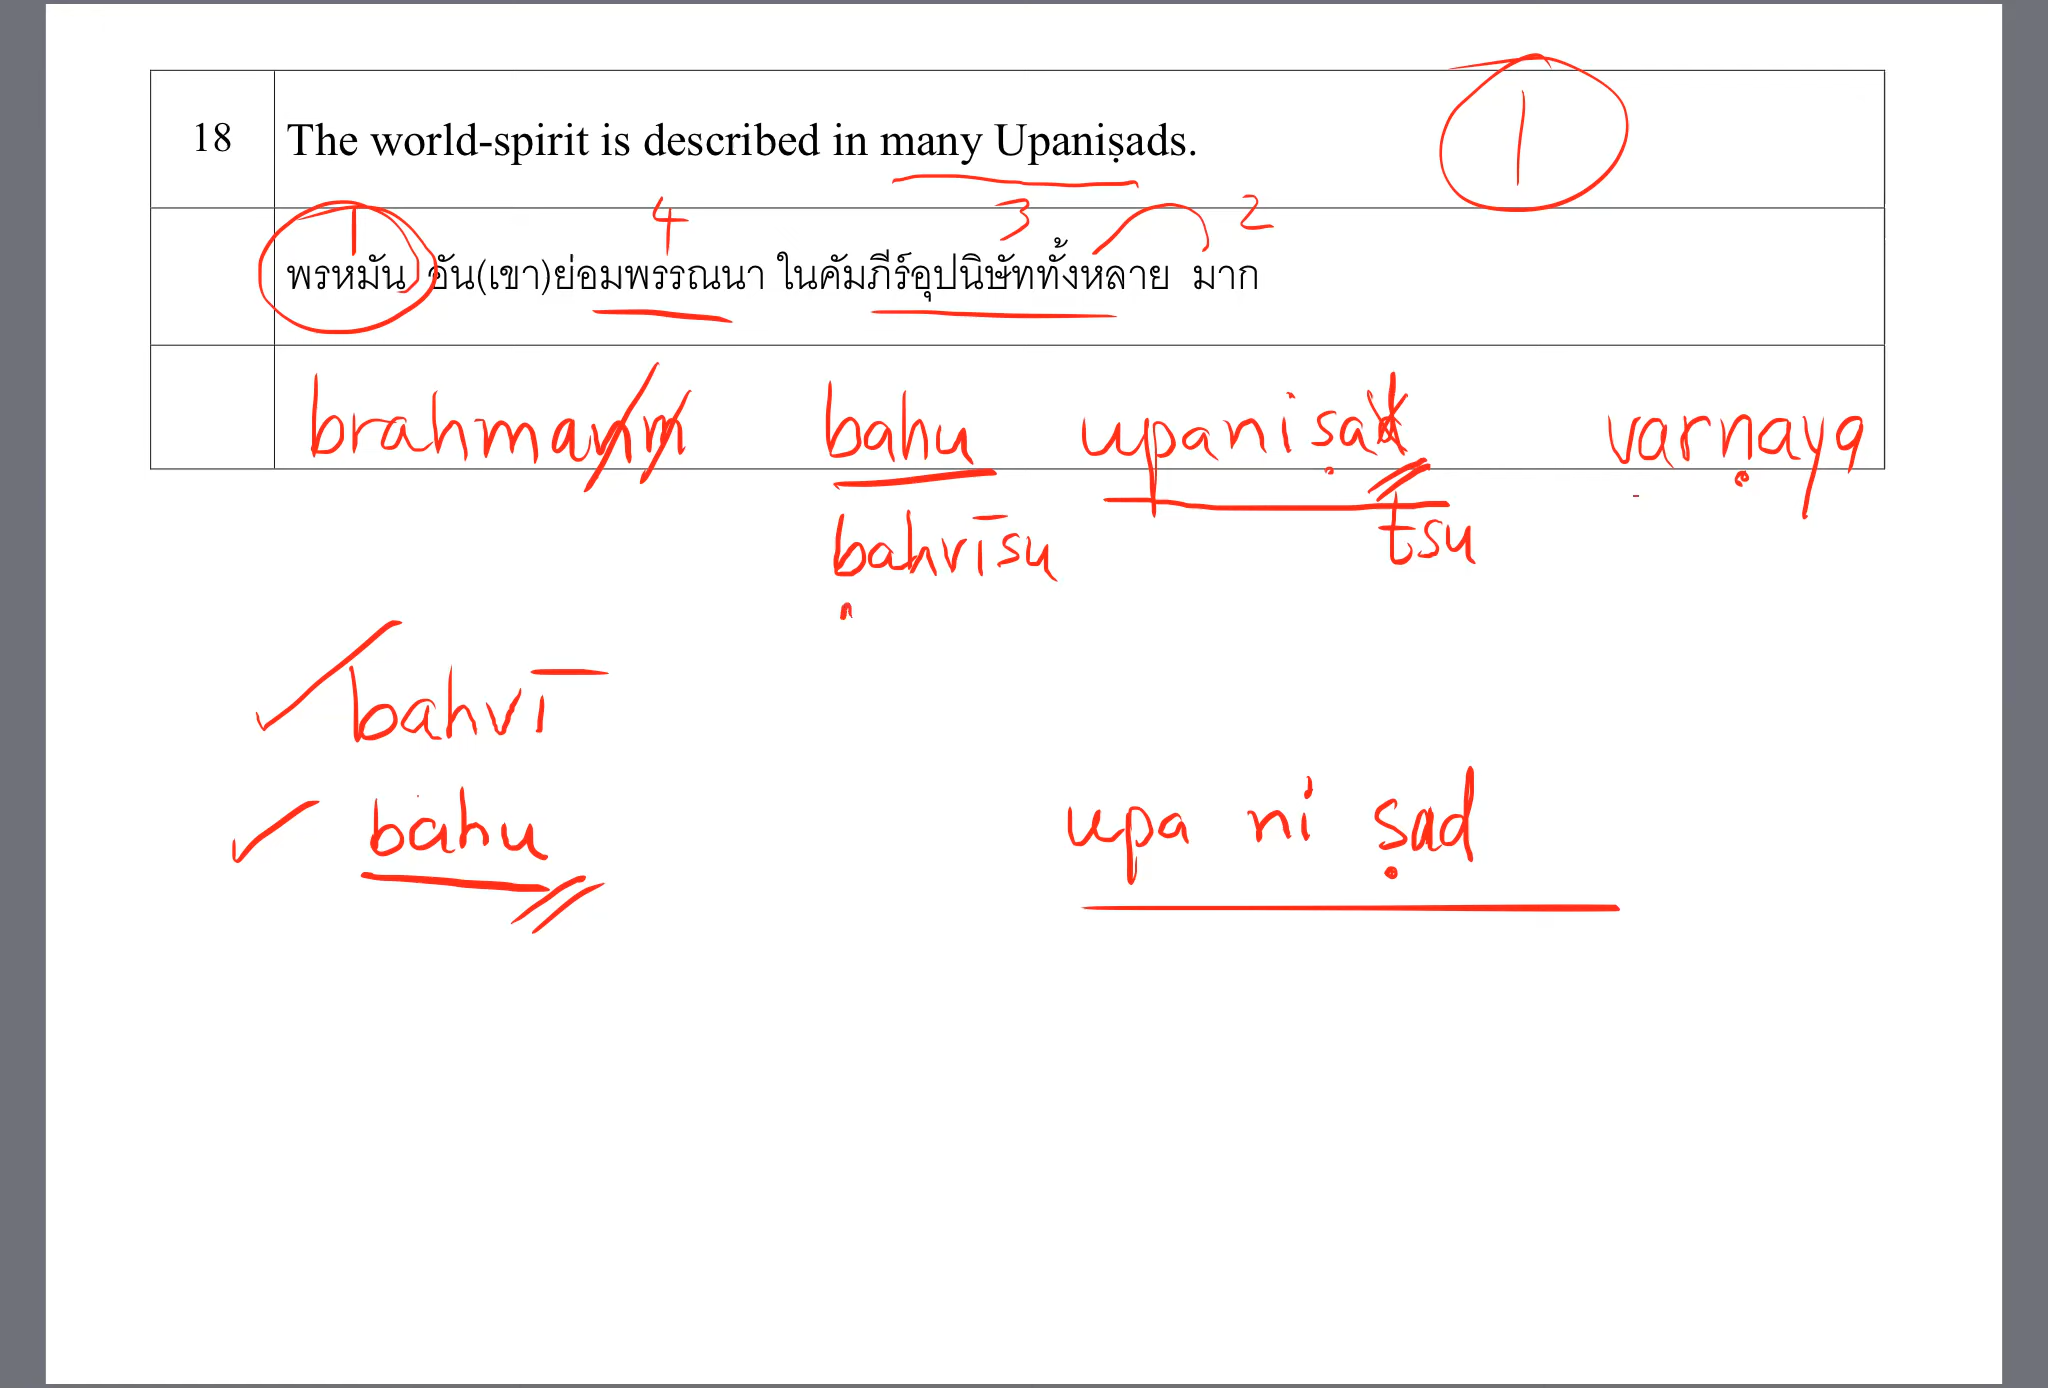 18 The world-spirit is described in many Upaniṣads. 1
1 4 3 2
พรหมัน อัน(เขา)ย่อมพรรณนา ในคัมภีร์อุปนิษัททั้งหลาย มาก
brahma bahu upaniṣad varṇaya
bahvīsu tsu
bahvī
bahu upa ni ṣad